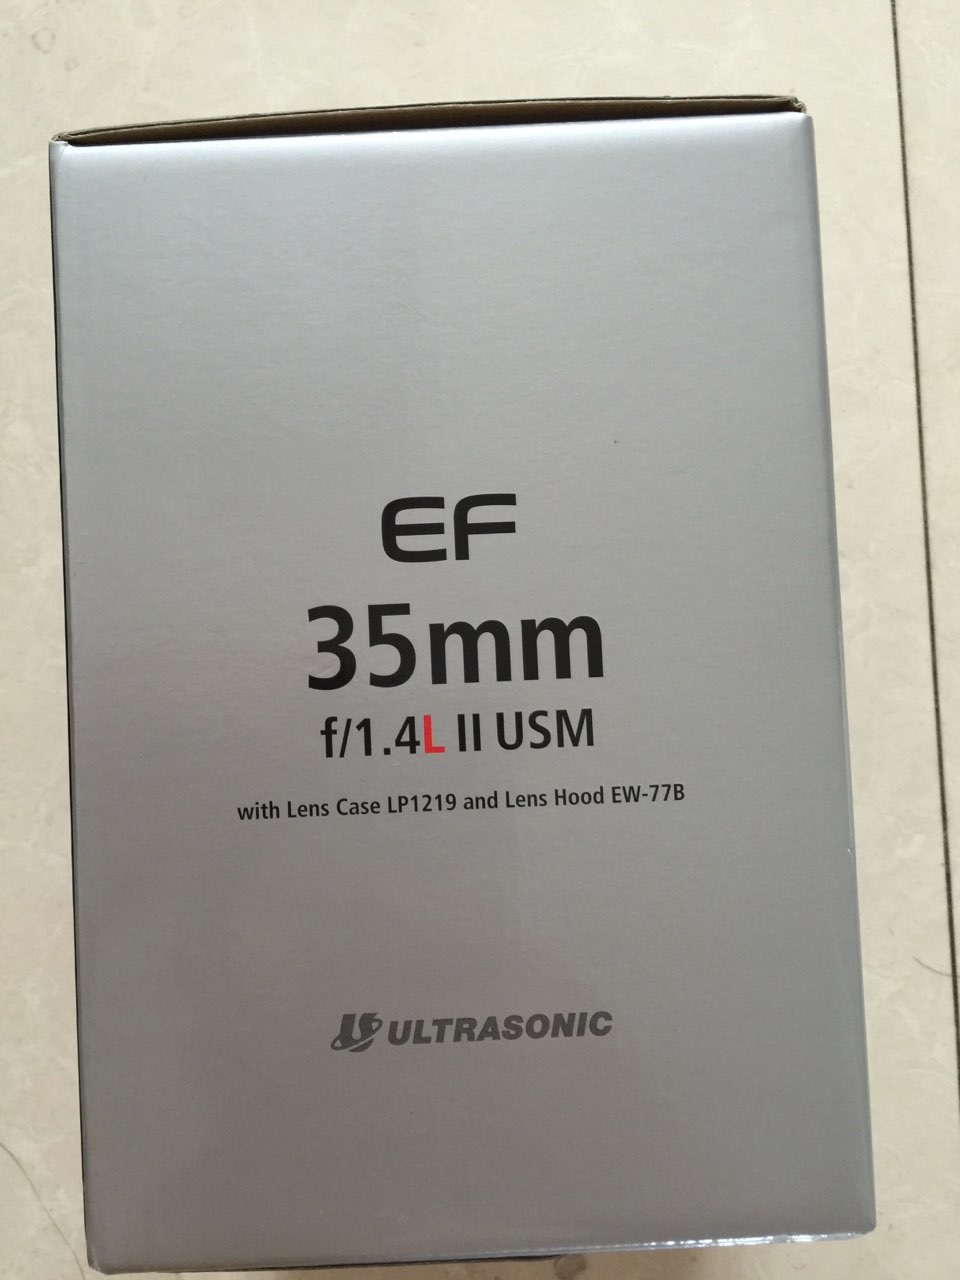 EF
35mm
f/1.4L II USM
with Lens Case LP1219 and Lens Hood EW-77B
ULTRASONIC